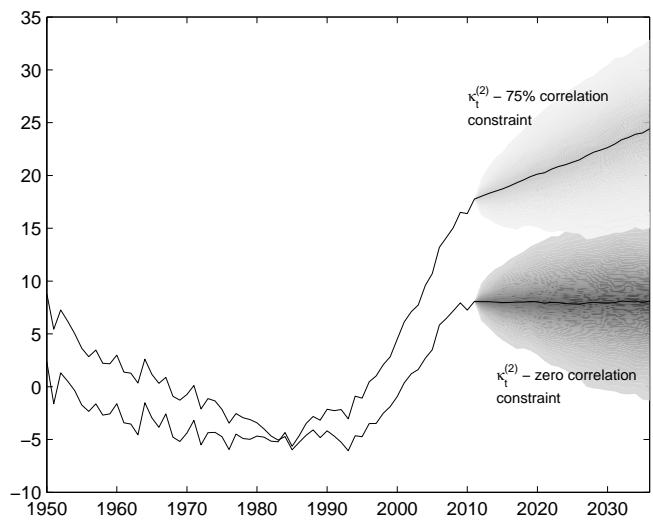 35
30
25
20
15
10
5
0
−5
−10
κt(2) – 75% correlation
constraint
κt(2) – zero correlation
constraint
1950 1960 1970 1980 1990 2000 2010 2020 2030